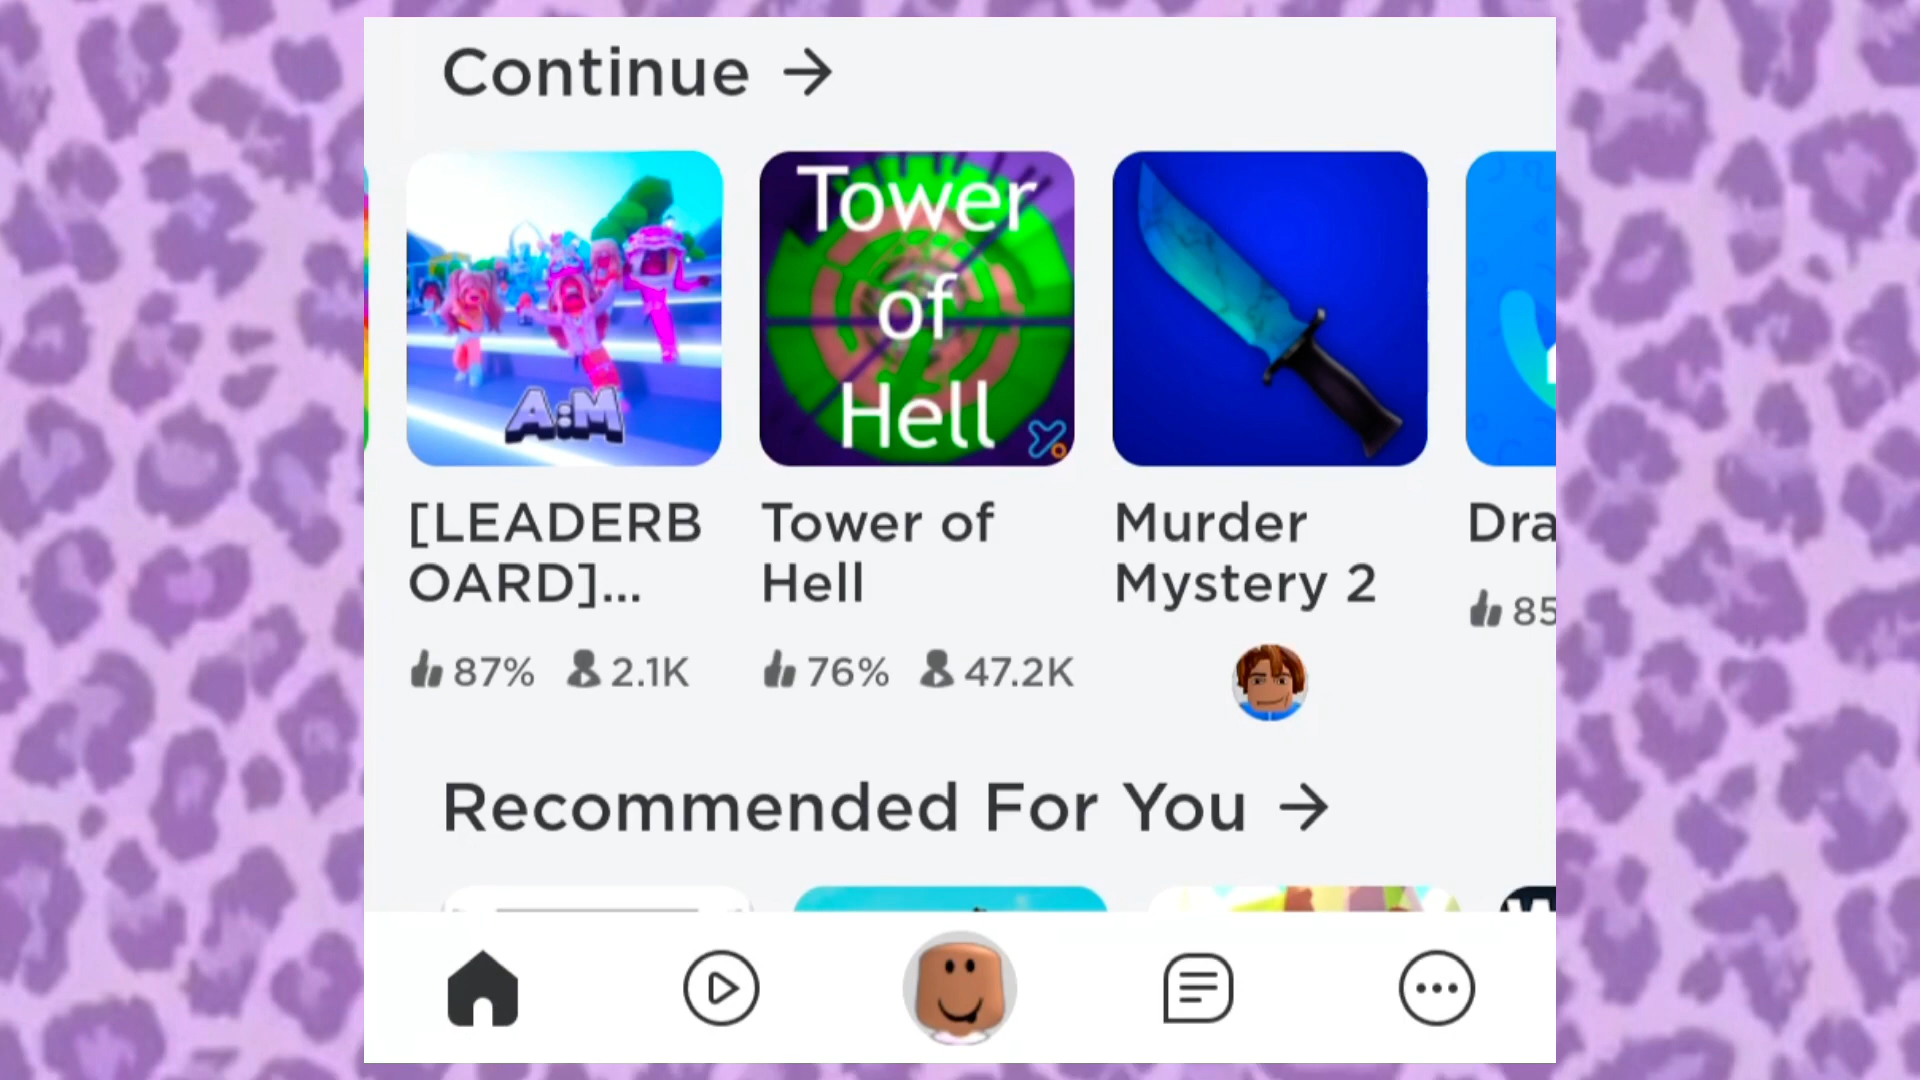 Continue
A:M
Tower
of
Hell
[LEADERB
OARD]...
87% 2.1K
Tower of
Hell
76% 47.2K
Murder
Mystery 2
Dra
85
Recommended For You